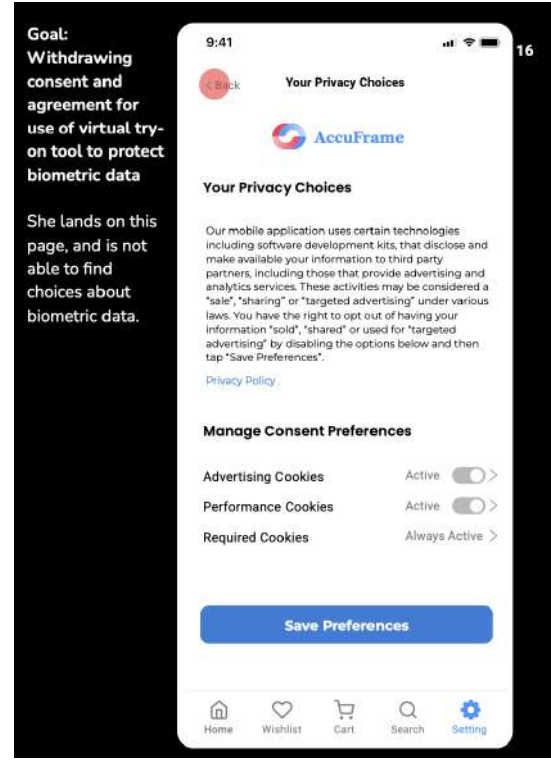 Goal:
Withdrawing
consent and
agreement for
use of virtual try-
on tool to protect
biometric data
She lands on this
page, and is not
able to find
choices about
biometric data.
16
9:41
< Back
Your Privacy Choices
AccuFrame
Your Privacy Choices
Our mobile application uses certain technologies
including software development kits, that disclose and
make available your information to third party
partners, including those that provide advertising and
analytics services. These activities may be considered a
"sale", "sharing" or "targeted advertising" under various
laws. You have the right to opt out of having your
information "sold", "shared" or used for "targeted
advertising" by disabling the options below and then
tap "Save Preferences".
Privacy Policy
Manage Consent Preferences
Advertising Cookies Active >
Performance Cookies Active >
Required Cookies Always Active >
Save Preferences
Home Wishlist Cart Search Setting